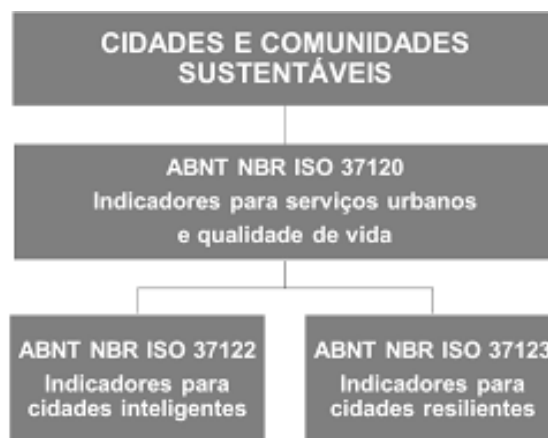 CIDADES E COMUNIDADES
SUSTENTÁVEIS
ABNT NBR ISO 37120
Indicadores para serviços urbanos
e qualidade de vida
ABNT NBR ISO 37122
Indicadores para
cidades inteligentes
ABNT NBR ISO 37123
Indicadores para
cidades resilientes